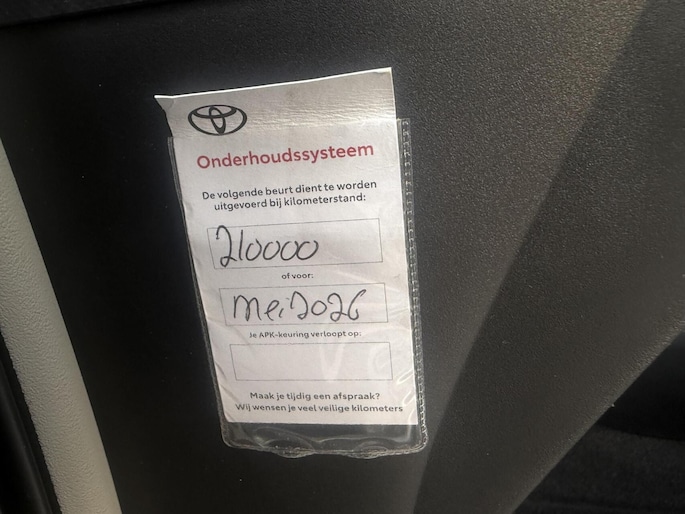 Onderhoudssysteem
De volgende beurt dient te worden
uitgevoerd bij kilometerstand:
210000
of voor:
mei 2026
Je APK-keuring verloopt op:
Maak je tijdig een afspraak?
Wij wensen je veel veilige kilometers